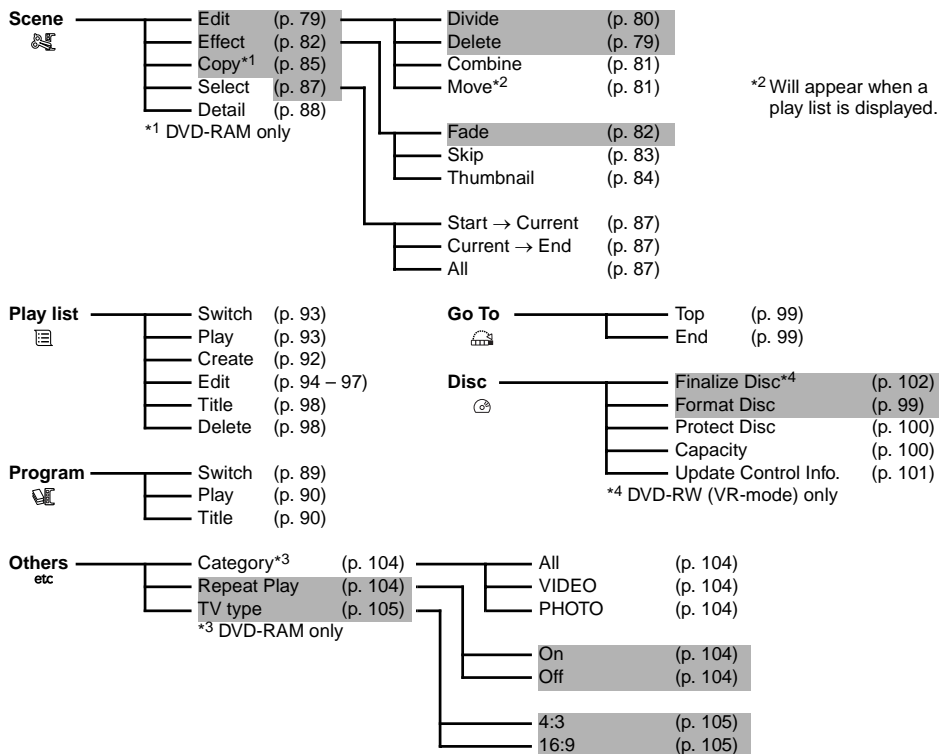 Scene
Edit (p. 79)
Effect (p. 82)
Copy*1 (p. 85)
Select (p. 87)
Detail (p. 88)
*1 DVD-RAM only
Divide (p. 80)
Delete (p. 79)
Combine (p. 81)
Move*2 (p. 81)
*2 Will appear when a
play list is displayed.
Fade (p. 82)
Skip (p. 83)
Thumbnail (p. 84)
Start → Current (p. 87)
Current → End (p. 87)
All (p. 87)
Play list
Switch (p. 93)
Play (p. 93)
Create (p. 92)
Edit (p. 94 – 97)
Title (p. 98)
Delete (p. 98)
Go To
Top (p. 99)
End (p. 99)
Disc
Finalize Disc*4 (p. 102)
Format Disc (p. 99)
Protect Disc (p. 100)
Capacity (p. 100)
Update Control Info. (p. 101)
*4 DVD-RW (VR-mode) only
Program
Switch (p. 89)
Play (p. 90)
Title (p. 90)
Others
etc
Category*3 (p. 104)
Repeat Play (p. 104)
TV type (p. 105)
*3 DVD-RAM only
All (p. 104)
VIDEO (p. 104)
PHOTO (p. 104)
On (p. 104)
Off (p. 104)
4:3 (p. 105)
16:9 (p. 105)